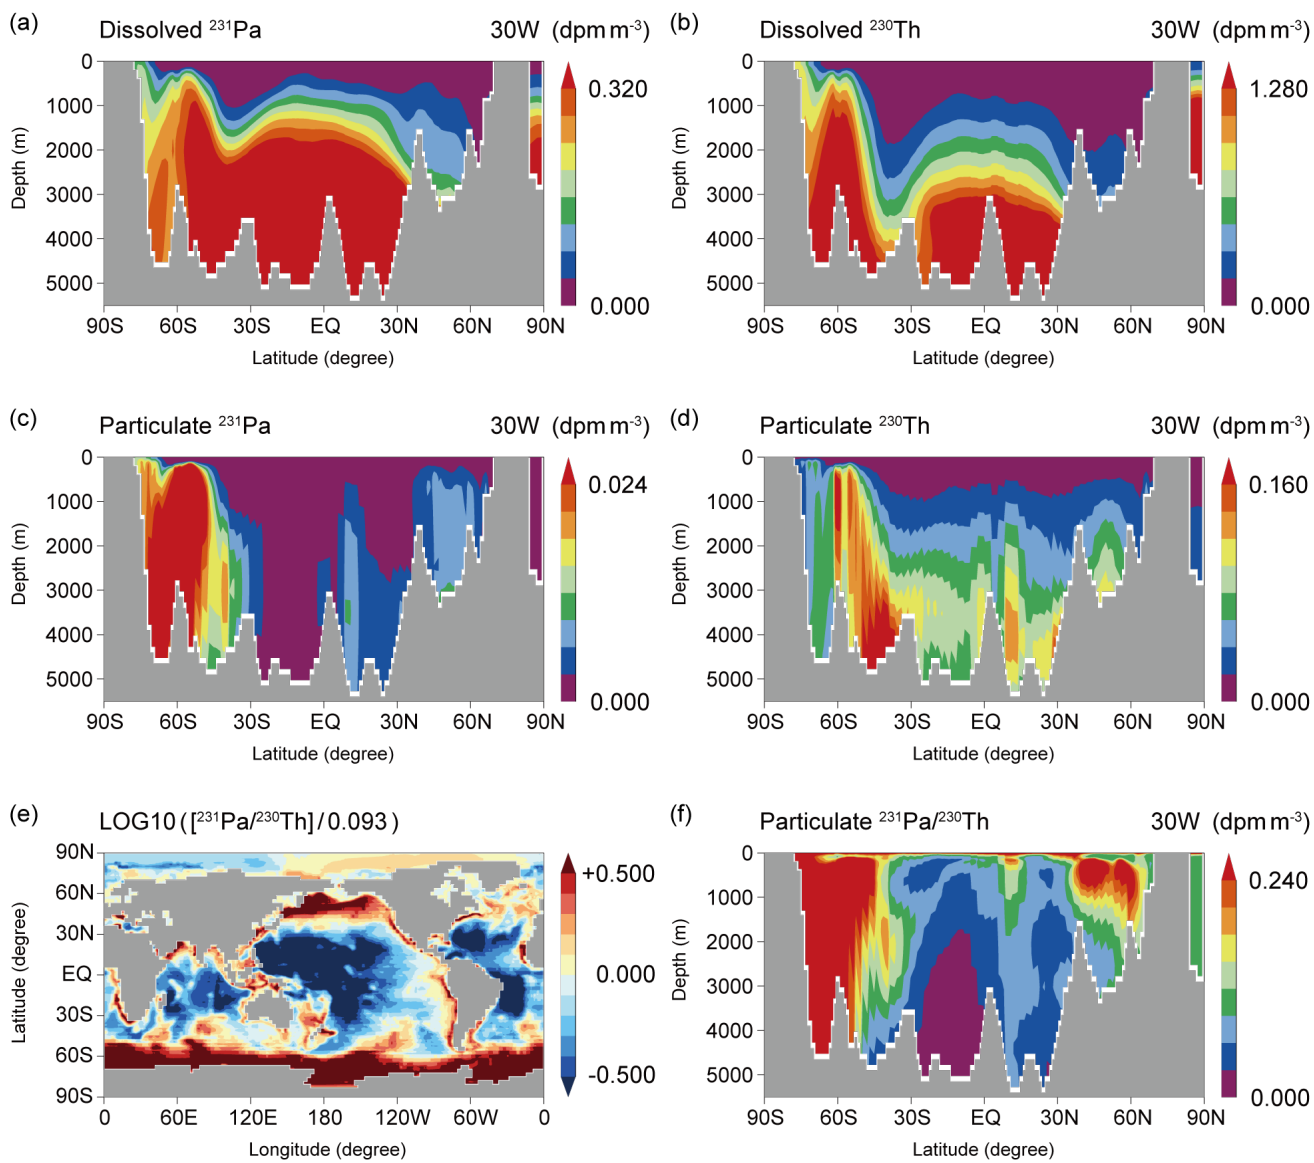 (a) Dissolved ²³¹Pa 30W (dpm m⁻³)
0
1000
2000
3000
4000
5000
Depth (m)
90S 60S 30S EQ 30N 60N 90N
Latitude (degree)
0.320
0.000
(b) Dissolved ²³⁰Th 30W (dpm m⁻³)
0
1000
2000
3000
4000
5000
Depth (m)
90S 60S 30S EQ 30N 60N 90N
Latitude (degree)
1.280
0.000
(c) Particulate ²³¹Pa 30W (dpm m⁻³)
0
1000
2000
3000
4000
5000
Depth (m)
90S 60S 30S EQ 30N 60N 90N
Latitude (degree)
0.024
0.000
(d) Particulate ²³⁰Th 30W (dpm m⁻³)
0
1000
2000
3000
4000
5000
Depth (m)
90S 60S 30S EQ 30N 60N 90N
Latitude (degree)
0.160
0.000
(e) LOG10([²³¹Pa/²³⁰Th]/0.093)
90N
60N
30N
EQ
30S
60S
90S
Latitude (degree)
0 60E 120E 180 120W 60W 0
Longitude (degree)
+0.500
0.000
-0.500
(f) Particulate ²³¹Pa/²³⁰Th 30W (dpm m⁻³)
0
1000
2000
3000
4000
5000
Depth (m)
90S 60S 30S EQ 30N 60N 90N
Latitude (degree)
0.240
0.000